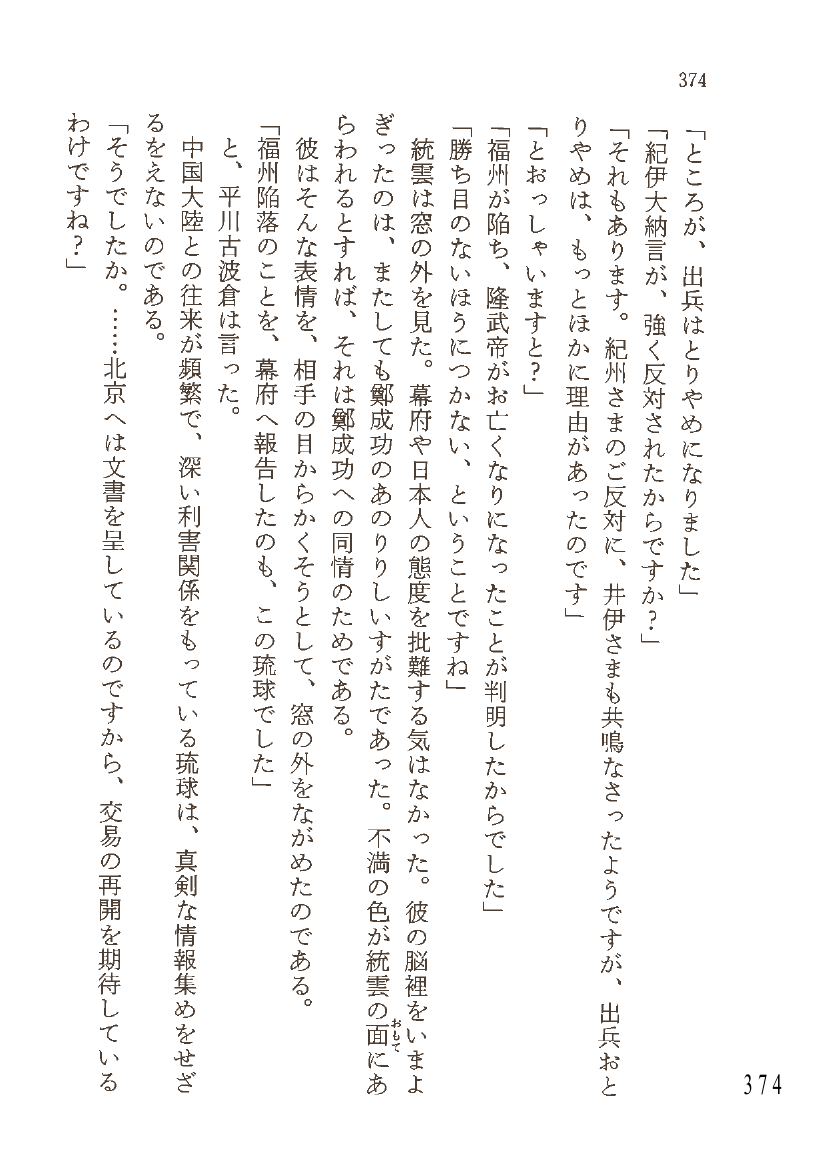 374
「ところが、出兵はとりやめになりました」
「紀伊大納言が、強く反対されたからですか？」
「それもあります。紀州さまのご反対に、井伊さまも共鳴なさったようですが、出兵おと
りやめは、もっとほかに理由があったのです」
「とおっしゃいますと？」
「福州が陥ち、隆武帝がお亡くなりになったことが判明したからでした」
「勝ち目のないほうにつかない、ということですね」
統雲は窓の外を見た。幕府や日本人の態度を批難する気はなかった。彼の脳裡をいまよ
ぎったのは、またしても鄭成功のあのりりしいすがたであった。不満の色が統雲の面にあ
おもて
らわれるとすれば、それは鄭成功への同情のためである。
彼はそんな表情を、相手の目からかくそうとして、窓の外をながめたのである。
「福州陥落のことを、幕府へ報告したのも、この琉球でした」
と、平川古波倉は言った。
中国大陸との往来が頻繁で、深い利害関係をもっている琉球は、真剣な情報集めをせざ
るをえないのである。
「そうでしたか。……北京へは文書を呈しているのですから、交易の再開を期待している
わけですね？」
374